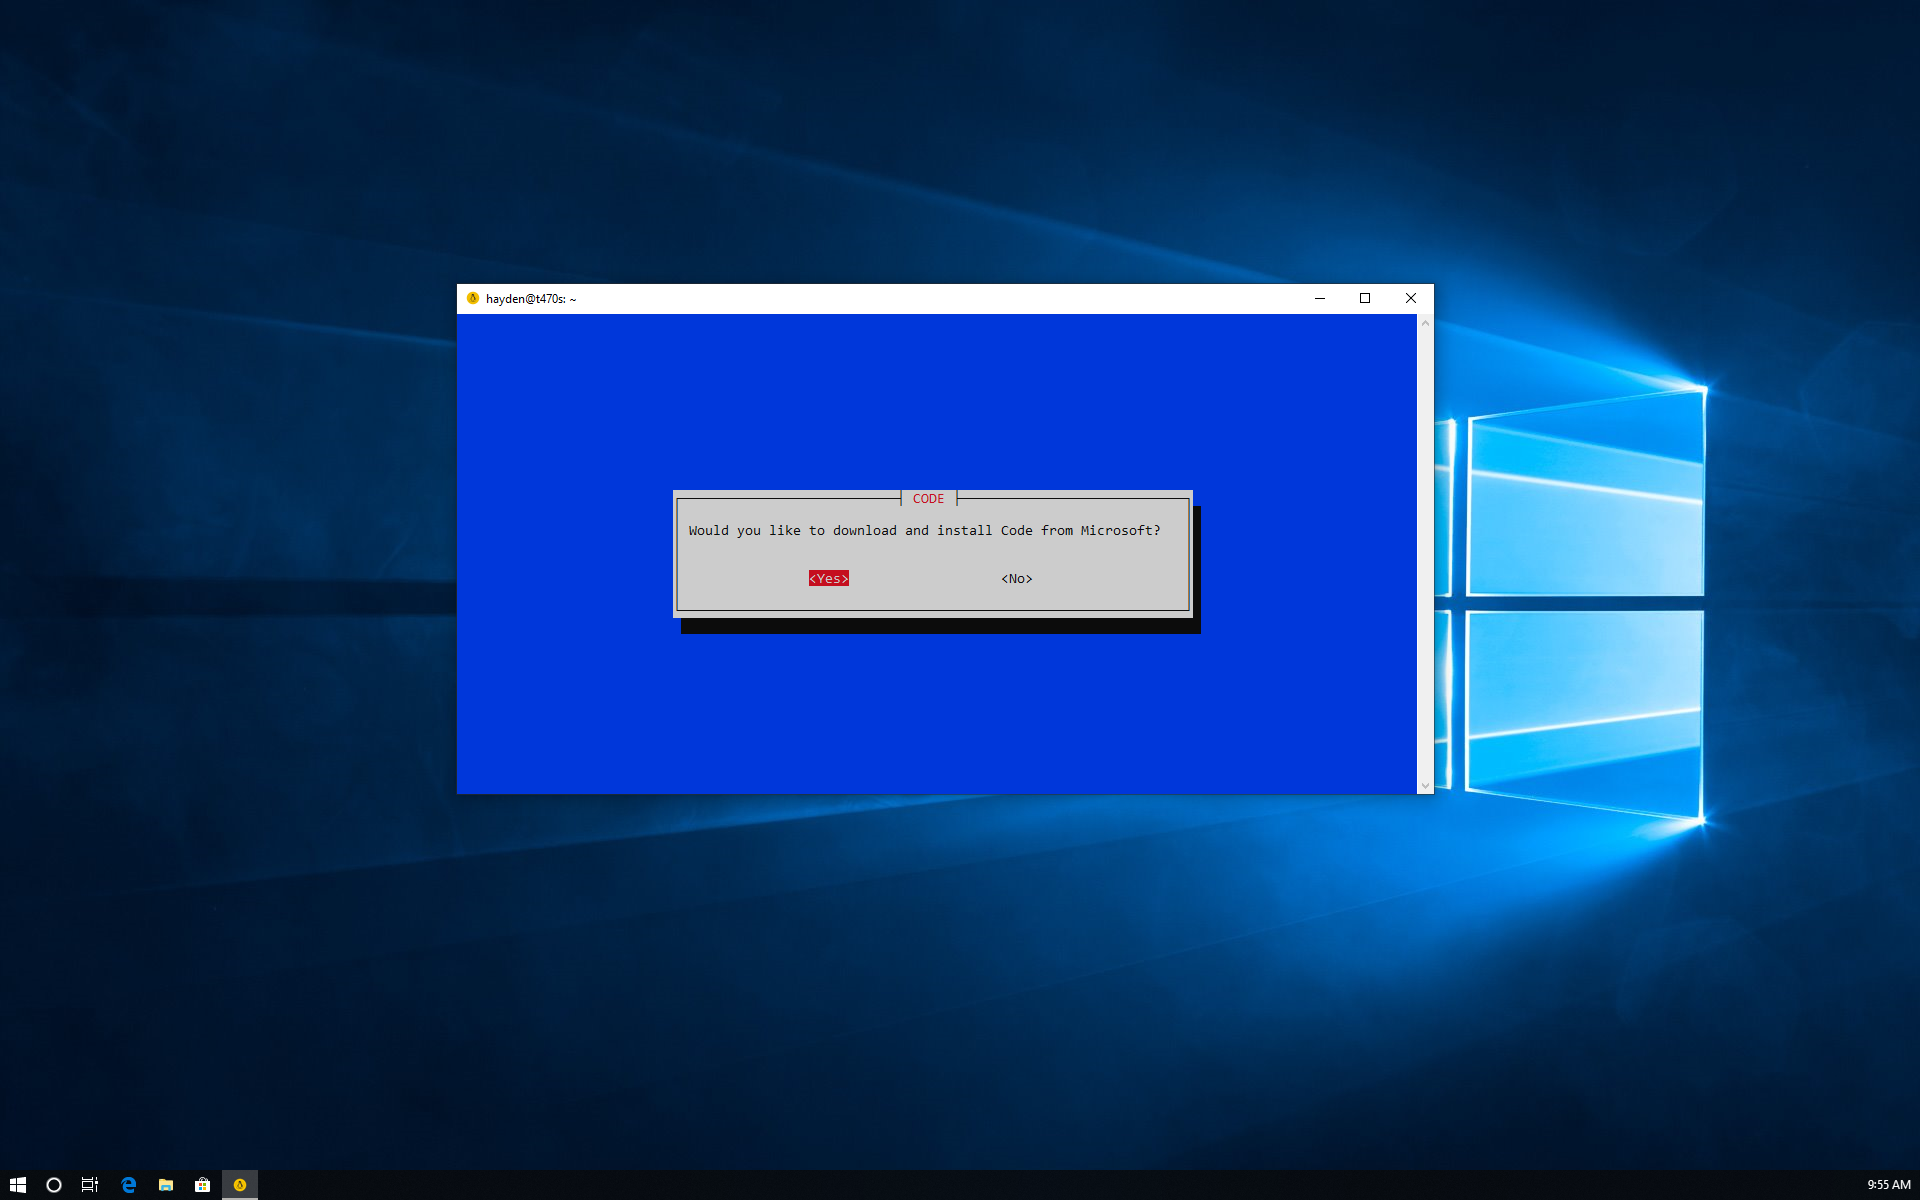 hayden@t470s: ~
CODE
Would you like to download and install Code from Microsoft?
<Yes> <No>
9:55 AM